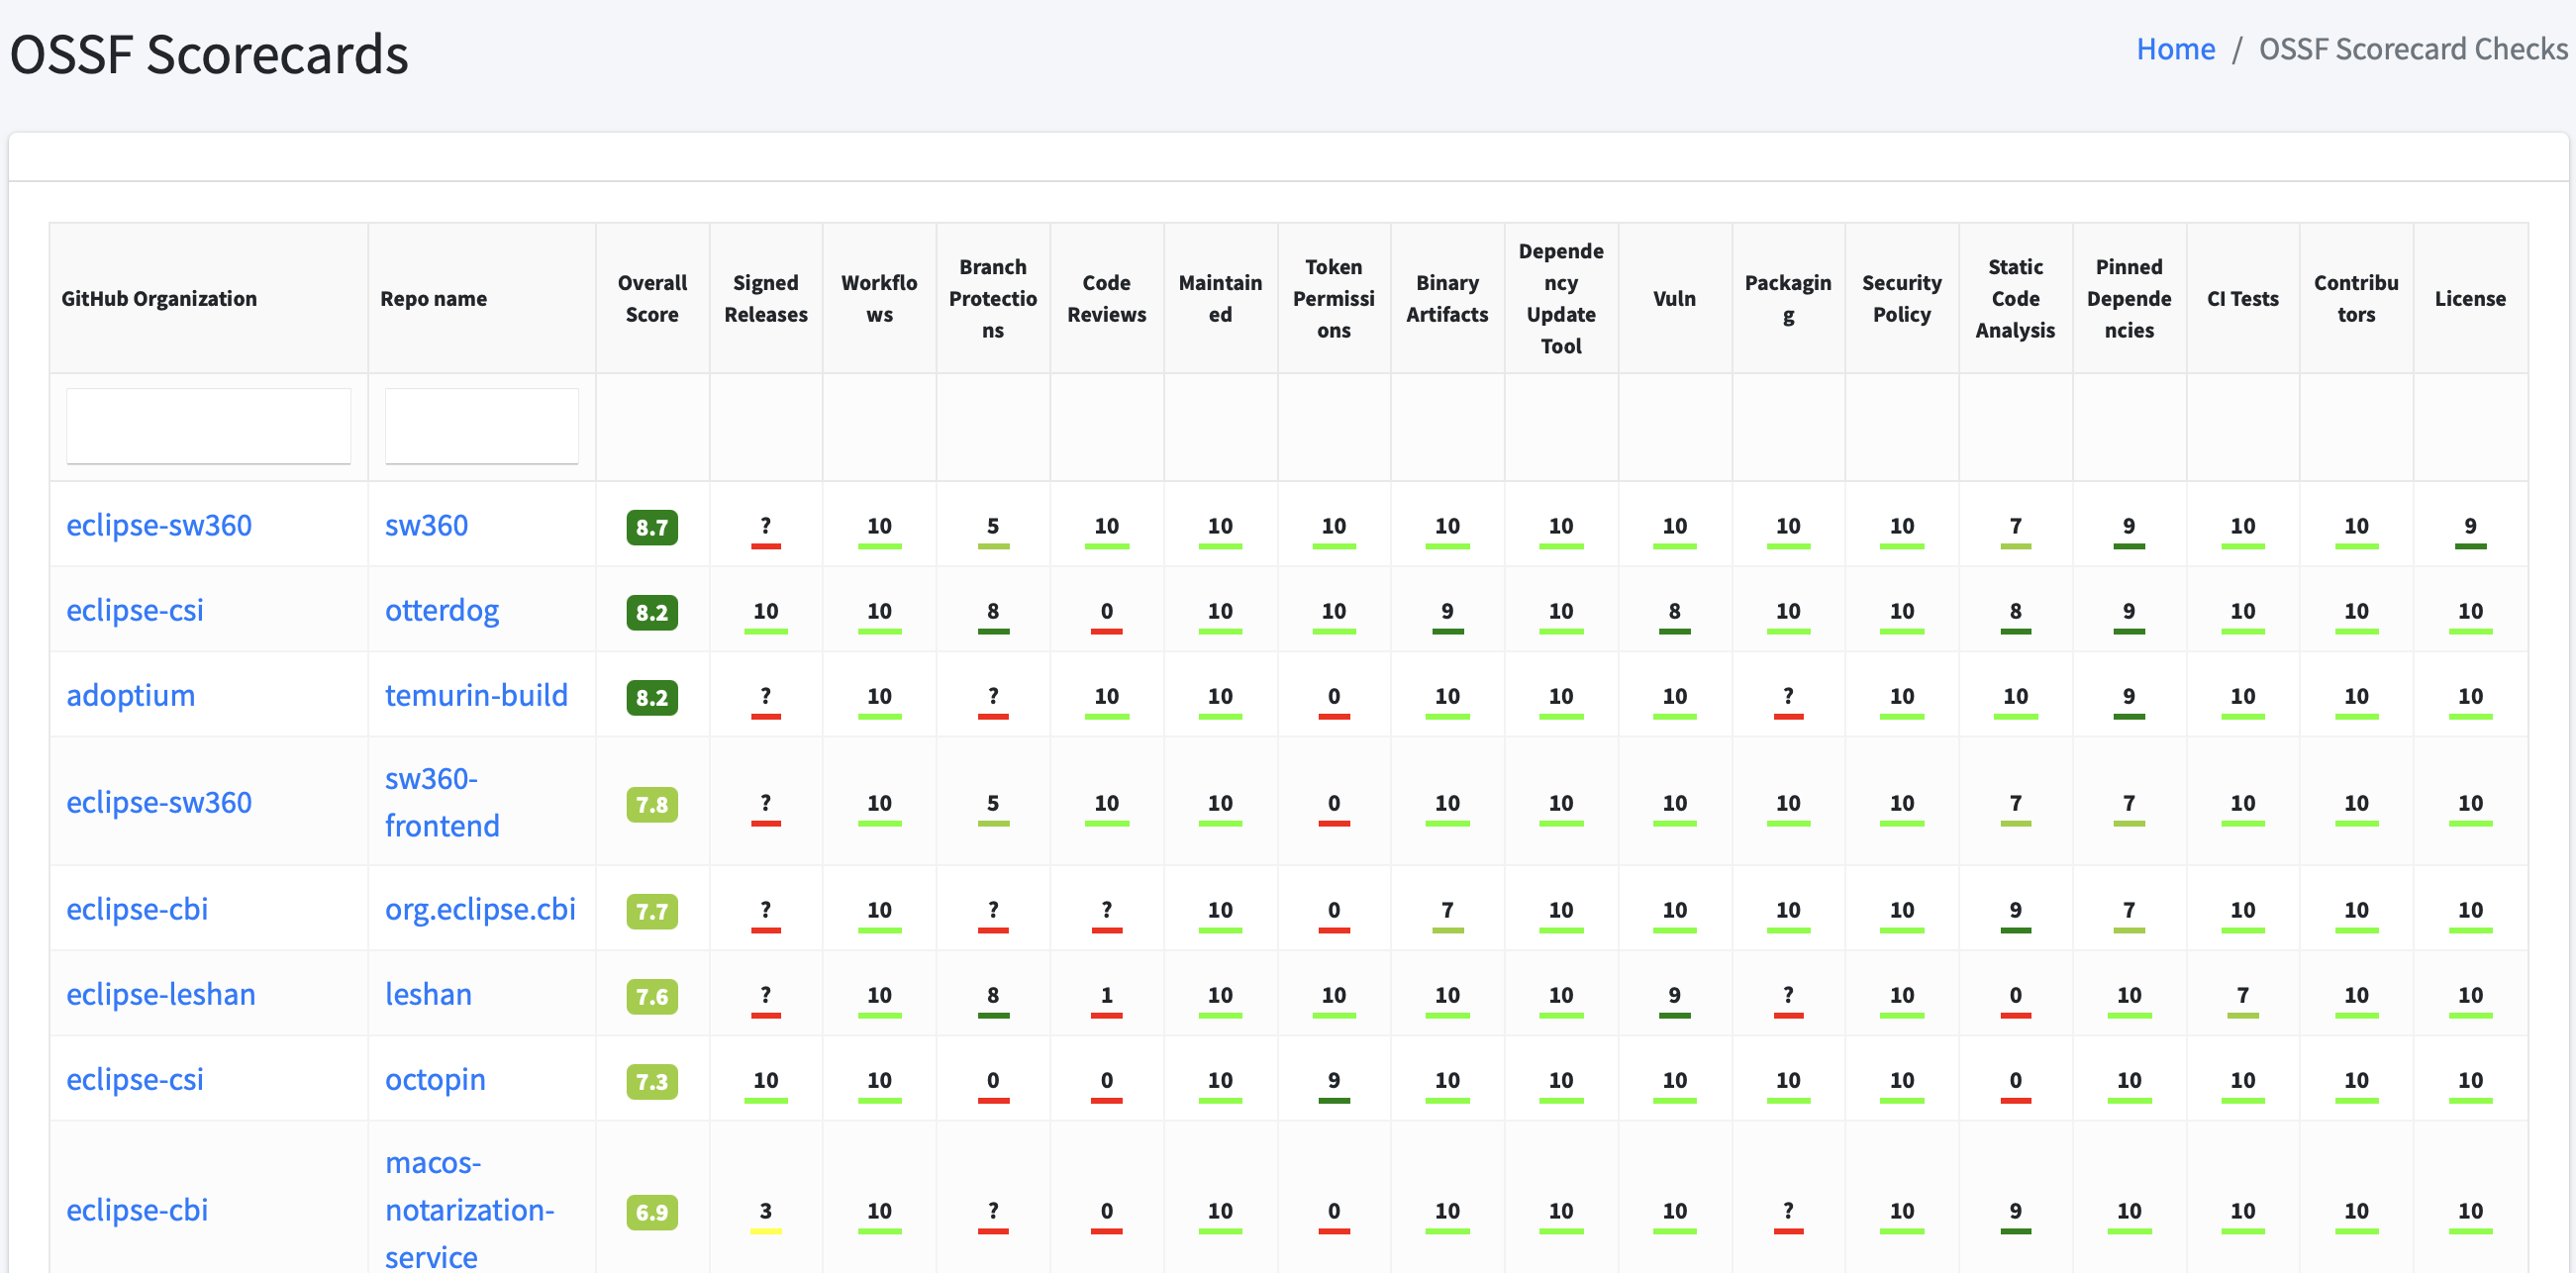 OSSF Scorecards
Home / OSSF Scorecard Checks
GitHub Organization Repo name Overall Score Signed Releases Workflows Branch Protections Code Reviews Maintained Token Permissions Binary Artifacts Dependency Update Tool Vuln Packaging Security Policy Static Code Analysis Pinned Dependencies CI Tests Contributors License
eclipse-sw360 sw360 8.7 ? 10 5 10 10 10 10 10 10 10 10 7 9 10 10 9
eclipse-csi otterdog 8.2 10 10 8 0 10 10 9 10 8 10 10 8 9 10 10 10
adoptium temurin-build 8.2 ? 10 ? 10 10 0 10 10 10 ? 10 10 9 10 10 10
eclipse-sw360 sw360-frontend 7.8 ? 10 5 10 10 0 10 10 10 10 10 7 7 10 10 10
eclipse-cbi org.eclipse.cbi 7.7 ? 10 ? ? 10 0 7 10 10 10 10 9 7 10 10 10
eclipse-leshan leshan 7.6 ? 10 8 1 10 10 10 10 9 ? 10 0 10 7 10 10
eclipse-csi octopin 7.3 10 10 0 0 10 9 10 10 10 10 10 0 10 10 10 10
eclipse-cbi macos-notarization-service 6.9 3 10 ? 0 10 0 10 10 10 ? 10 9 10 10 10 10